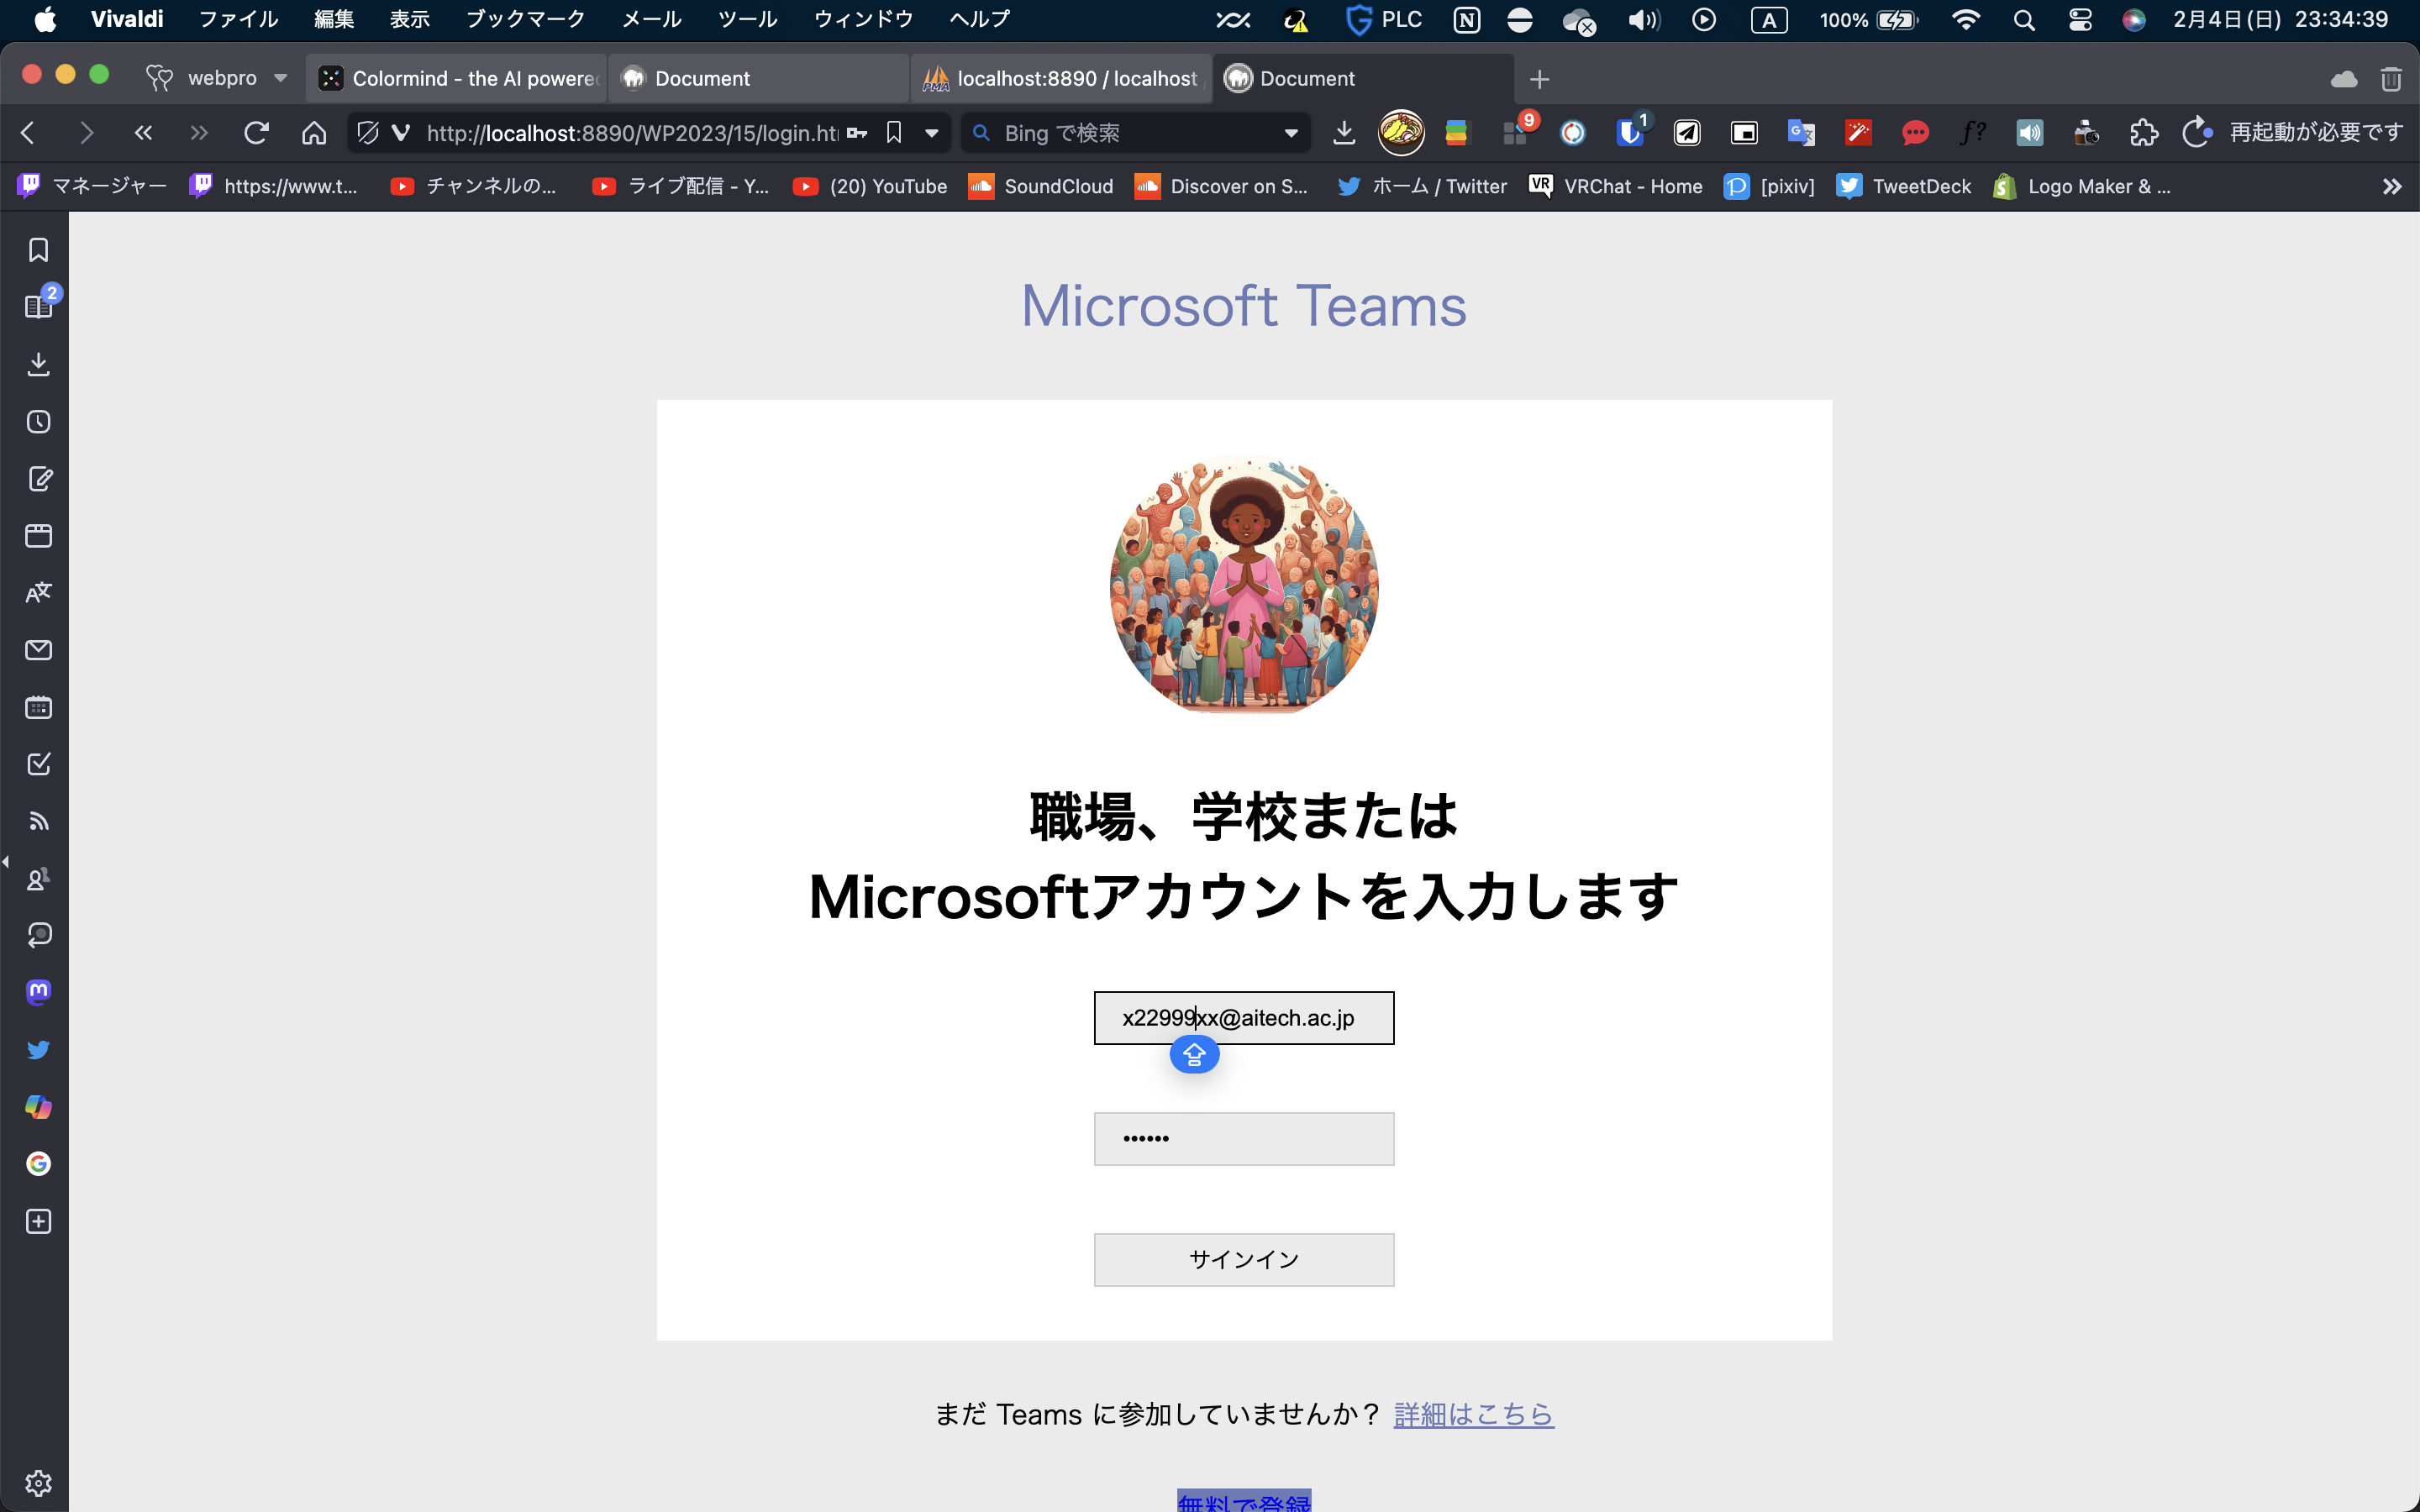 Vivaldi ファイル 編集 表示 ブックマーク メール ツール ウィンドウ ヘルプ PLC A 100% 2月4日(日) 23:34:39
webpro Colormind - the AI powere Document localhost:8890 / localhost Document
http://localhost:8890/WP2023/15/login.ht Bing で検索 9 1 再起動が必要です
マネージャー https://www.t... チャンネルの... ライブ配信 - Y... (20) YouTube SoundCloud Discover on S... ホーム / Twitter VRChat - Home [pixiv] TweetDeck Logo Maker & ...
2
Microsoft Teams
職場、学校または
Microsoftアカウントを入力します
x22999xx@aitech.ac.jp
••••••
サインイン
まだ Teams に参加していませんか？ 詳細はこちら
無料で登録